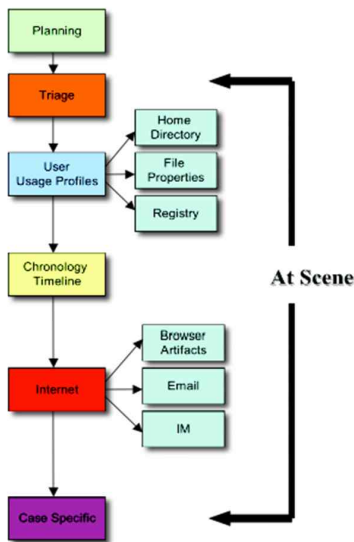 Planning
Triage
Home
Directory
User
Usage Profiles
File
Properties
Registry
Chronology
Timeline
At Scene
Browser
Artifacts
Internet
Email
IM
Case Specific